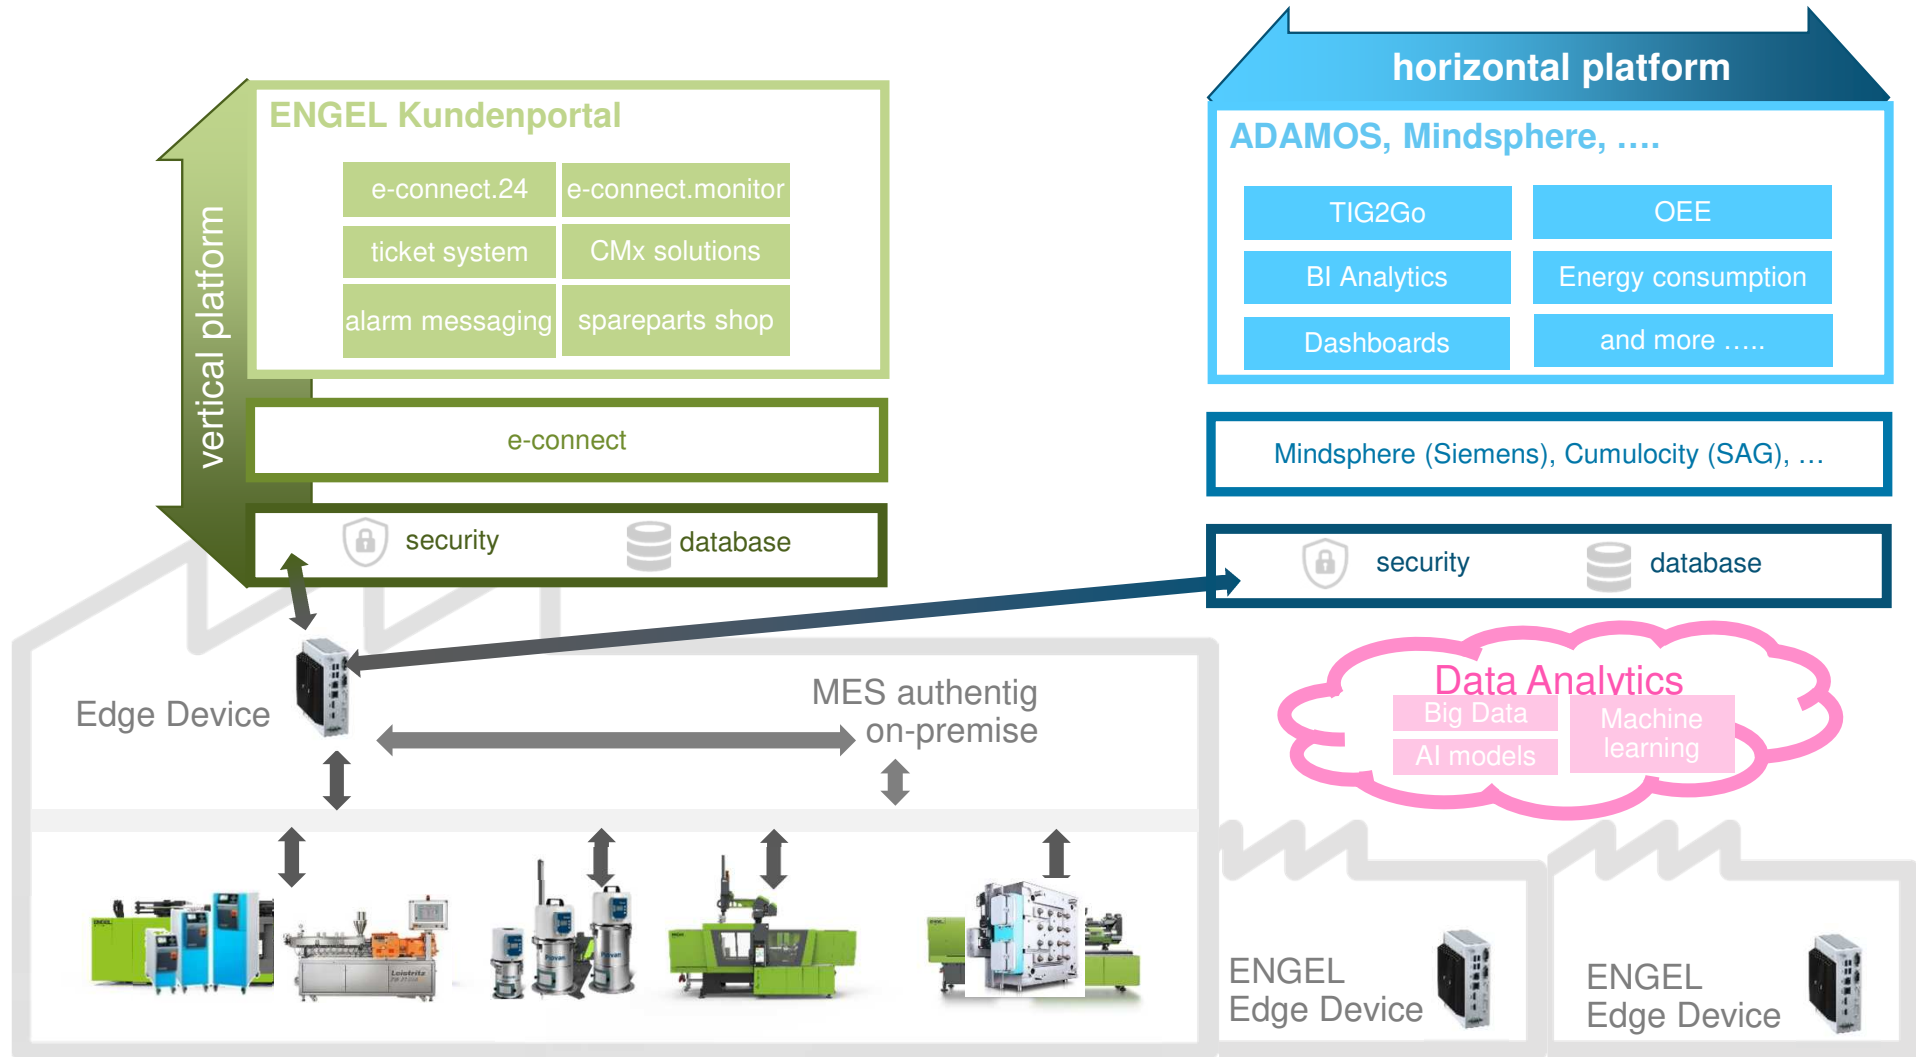 horizontal platform
ENGEL Kundenportal
e-connect.24
e-connect.monitor
ticket system
CMx solutions
alarm messaging
spareparts shop
vertical platform
e-connect
security
database
ADAMOS, Mindsphere, ….
TIG2Go
OEE
BI Analytics
Energy consumption
Dashboards
and more …..
Mindsphere (Siemens), Cumulocity (SAG), …
security
database
Edge Device
MES authentig
on-premise
Data Analytics
Big Data
AI models
Machine
learning
Leistritz
Piovan
ENGEL
Edge Device
ENGEL
Edge Device